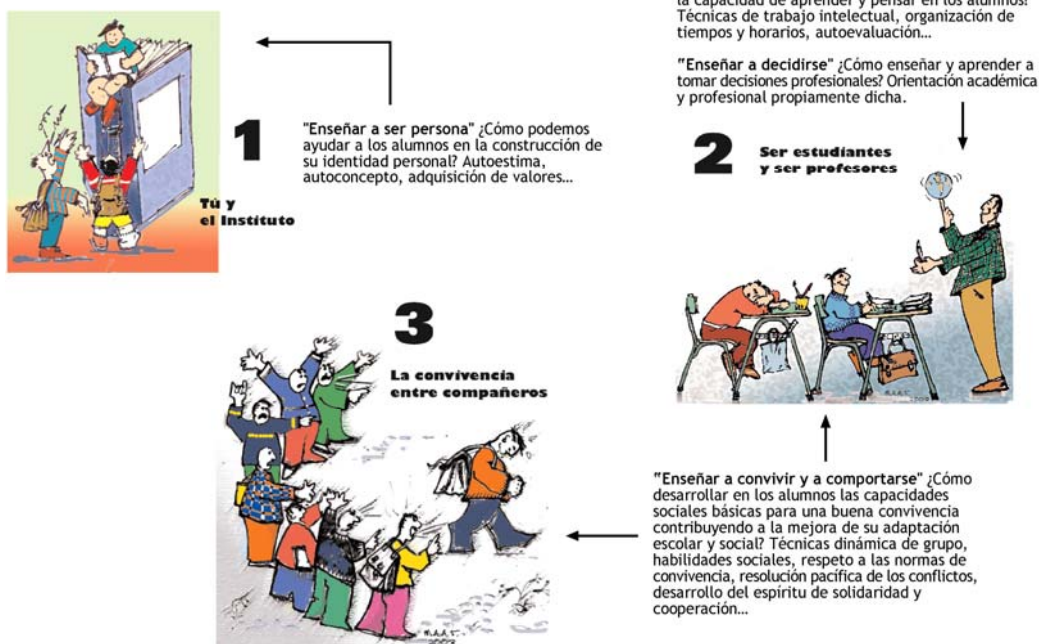 la capacidad de aprender y pensar en los alumnos?
Técnicas de trabajo intelectual, organización de
tiempos y horarios, autoevaluación…
"Enseñar a decidirse" ¿Cómo enseñar y aprender a
tomar decisiones profesionales? Orientación académica
y profesional propiamente dicha.
1
"Enseñar a ser persona" ¿Cómo podemos
ayudar a los alumnos en la construcción de
su identidad personal? Autoestima,
autoconcepto, adquisición de valores…
Tú y
el Instituto
2
Ser estudiantes
y ser profesores
3
La convivencia
entre compañeros
"Enseñar a convivir y a comportarse" ¿Cómo
desarrollar en los alumnos las capacidades
sociales básicas para una buena convivencia
contribuyendo a la mejora de su adaptación
escolar y social? Técnicas dinámica de grupo,
habilidades sociales, respeto a las normas de
convivencia, resolución pacífica de los conflictos,
desarrollo del espíritu de solidaridad y
cooperación…